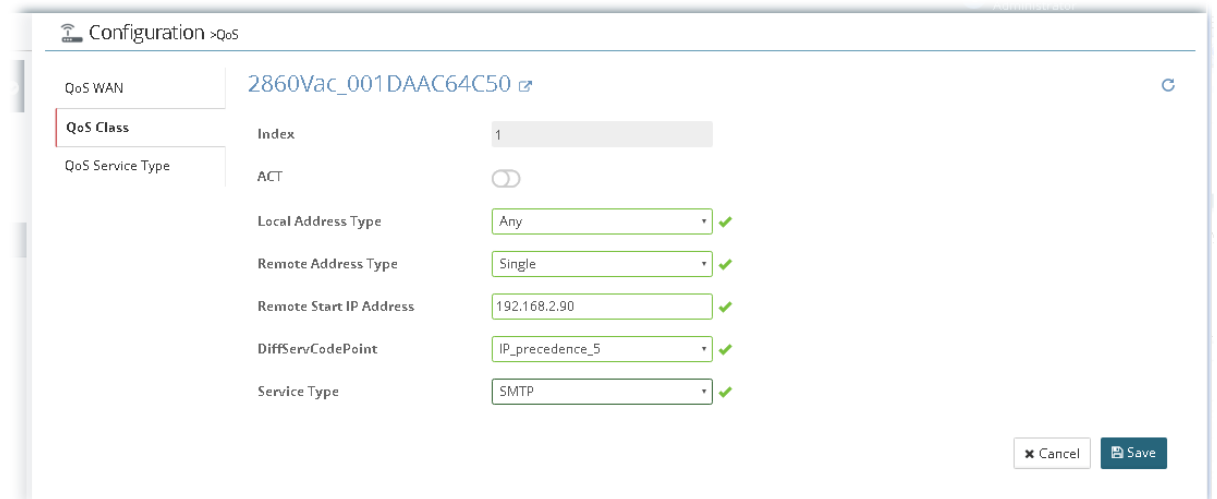 Administrator
Configuration >QoS
QoS WAN
QoS Class
QoS Service Type
2860Vac_001DAAC64C50
Index
1
ACT
Local Address Type
Any
Remote Address Type
Single
Remote Start IP Address
192.168.2.90
DiffServCodePoint
IP_precedence_5
Service Type
SMTP
Cancel
Save